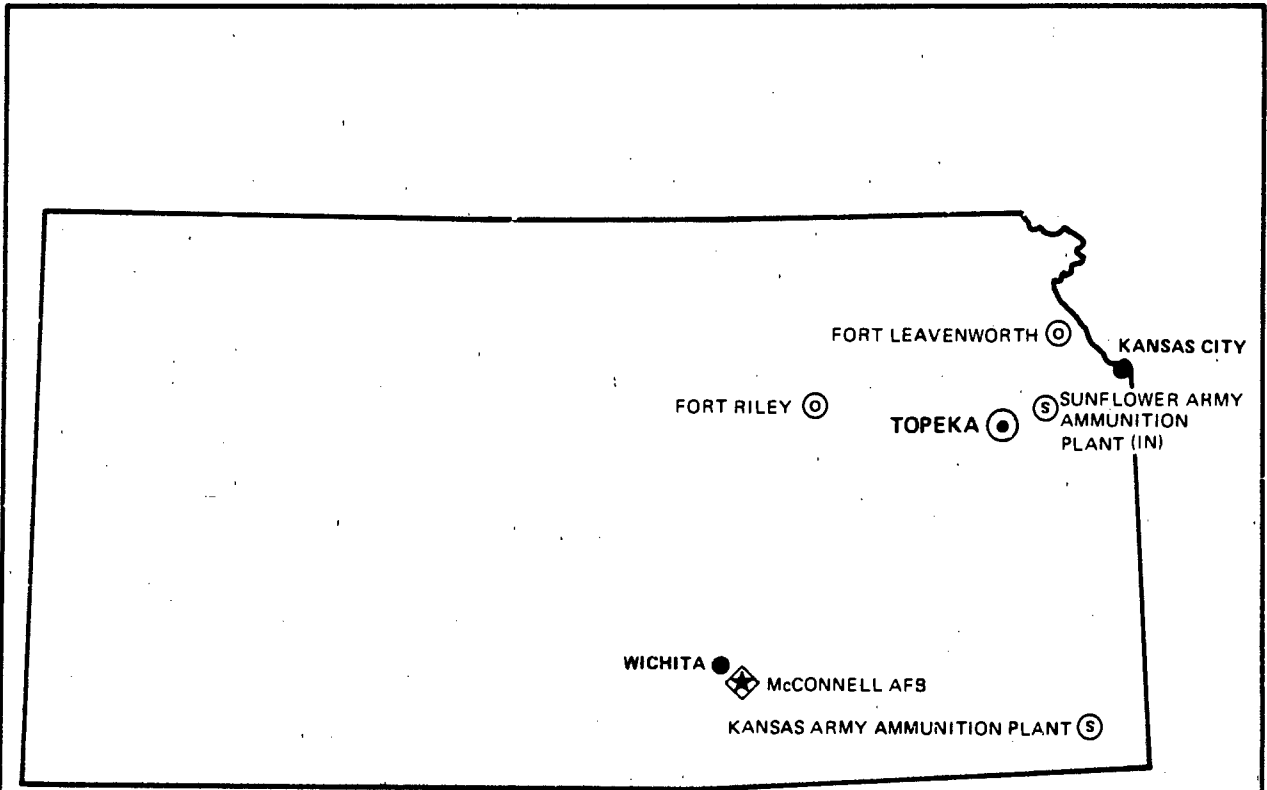 FORT LEAVENWORTH O
KANSAS CITY
FORT RILEY O
S SUNFLOWER ARMY
AMMUNITION
PLANT (IN)
TOPEKA
WICHITA
McCONNELL AFB
KANSAS ARMY AMMUNITION PLANT S